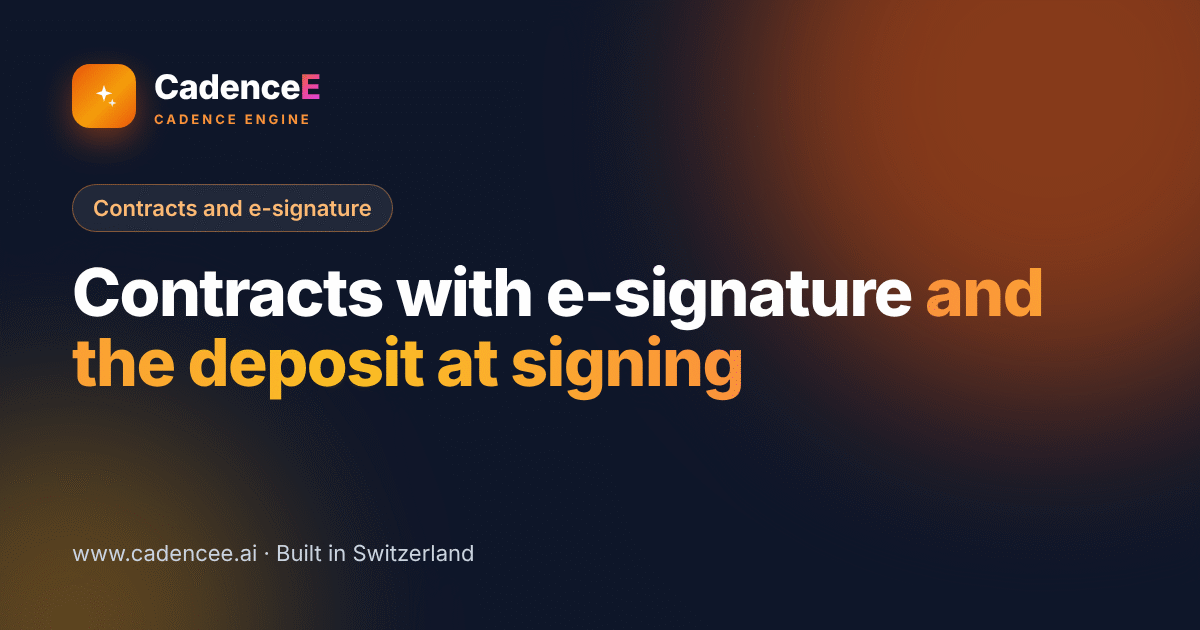 CadenceE
CADENCE ENGINE
Contracts and e-signature
Contracts with e-signature and
the deposit at signing
www.cadencee.ai · Built in Switzerland